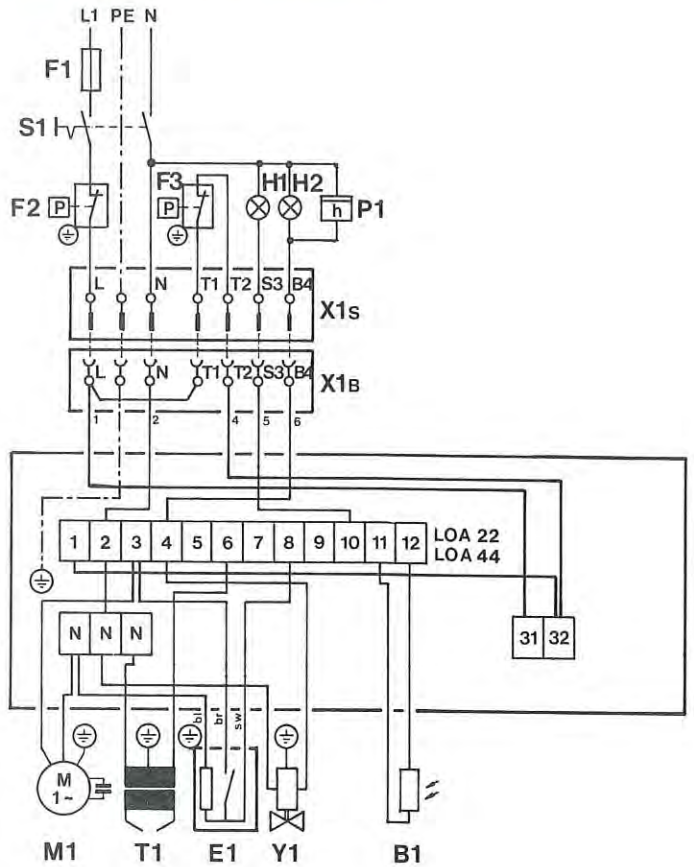 L1 PE N
F1
S1
F2 P F3 P H1 H2 h P1
L N T1 T2 S3 B4
X1S
L N T1 T2 S3 B4
X1B
1 2 4 5 6
1 2 3 4 5 6 7 8 9 10 11 12
LOA 22
LOA 44
N N N
31 32
bl br sw
M
1~
M1 T1 E1 Y1 B1